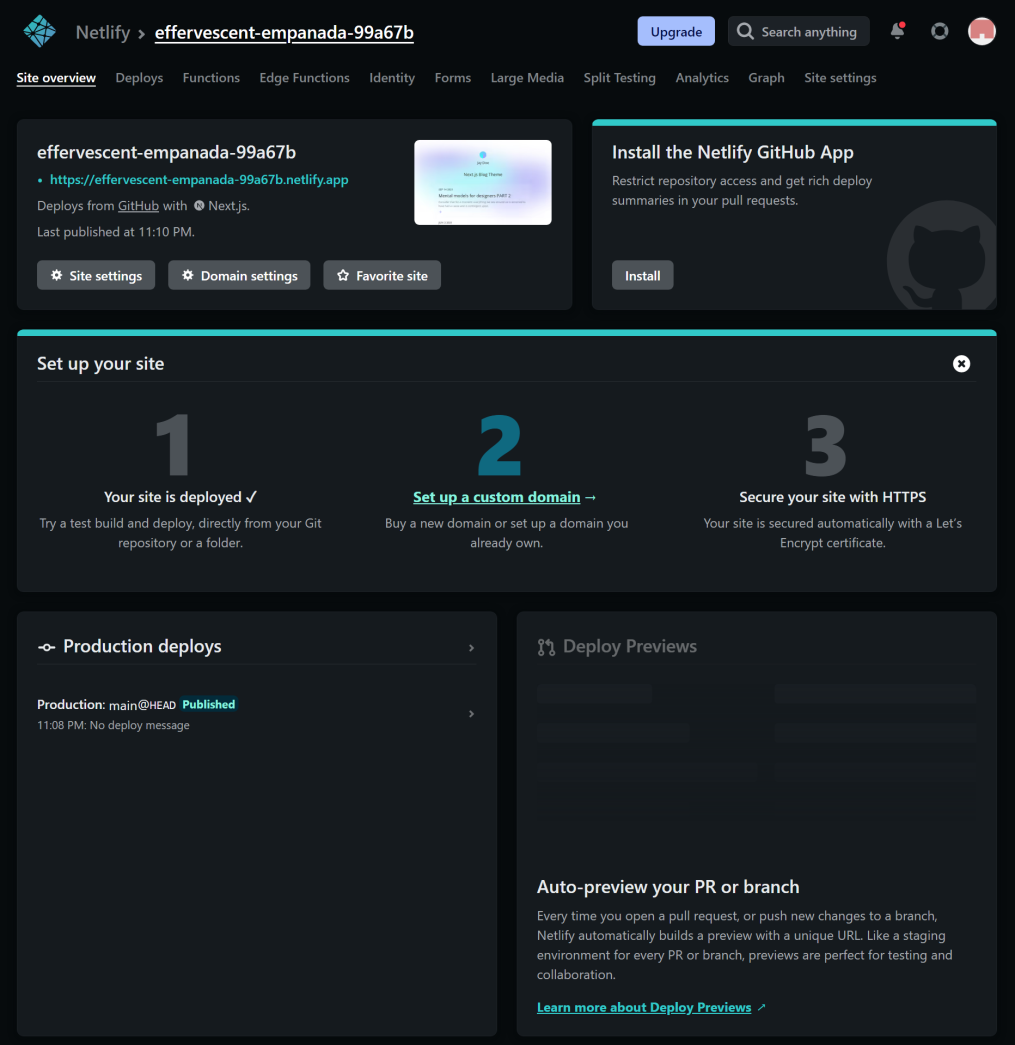 Netlify › effervescent-empanada-99a67b
Upgrade
Search anything
Site overview
Deploys
Functions
Edge Functions
Identity
Forms
Large Media
Split Testing
Analytics
Graph
Site settings
effervescent-empanada-99a67b
• https://effervescent-empanada-99a67b.netlify.app
Deploys from GitHub with N Next.js.
Last published at 11:10 PM.
Site settings
Domain settings
Favorite site
Next.js Blog Theme
Mental models for designers PART 2
Install the Netlify GitHub App
Restrict repository access and get rich deploy
summaries in your pull requests.
Install
Set up your site
1
Your site is deployed ✓
Try a test build and deploy, directly from your Git
repository or a folder.
2
Set up a custom domain →
Buy a new domain or set up a domain you
already own.
3
Secure your site with HTTPS
Your site is secured automatically with a Let's
Encrypt certificate.
Production deploys
Production: main@HEAD Published
11:08 PM: No deploy message
Deploy Previews
Auto-preview your PR or branch
Every time you open a pull request, or push new changes to a branch,
Netlify automatically builds a preview with a unique URL. Like a staging
environment for every PR or branch, previews are perfect for testing and
collaboration.
Learn more about Deploy Previews ↗